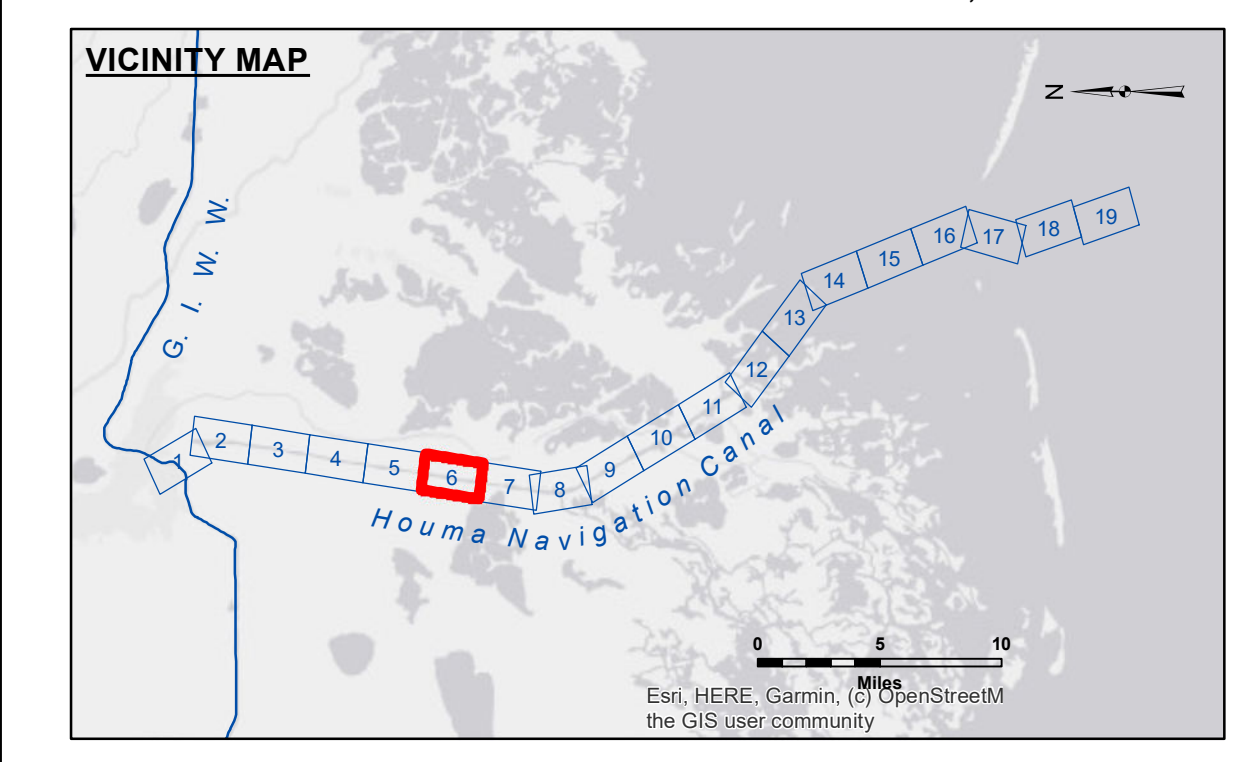 VICINITY MAP
N
G. I. W. W.
1
2
3
4
5
6
7
8
9
10
11
12
13
14
15
16
17
18
19
Houma Navigation Canal
0 5 10
Miles
Esri, HERE, Garmin, (c) OpenStreetM
the GIS user community